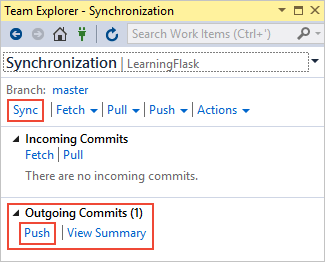 Team Explorer - Synchronization
Search Work Items (Ctrl+')
Synchronization | LearningFlask
Branch: master
Sync | Fetch | Pull | Push | Actions
Incoming Commits
Fetch | Pull
There are no incoming commits.
Outgoing Commits (1)
Push | View Summary